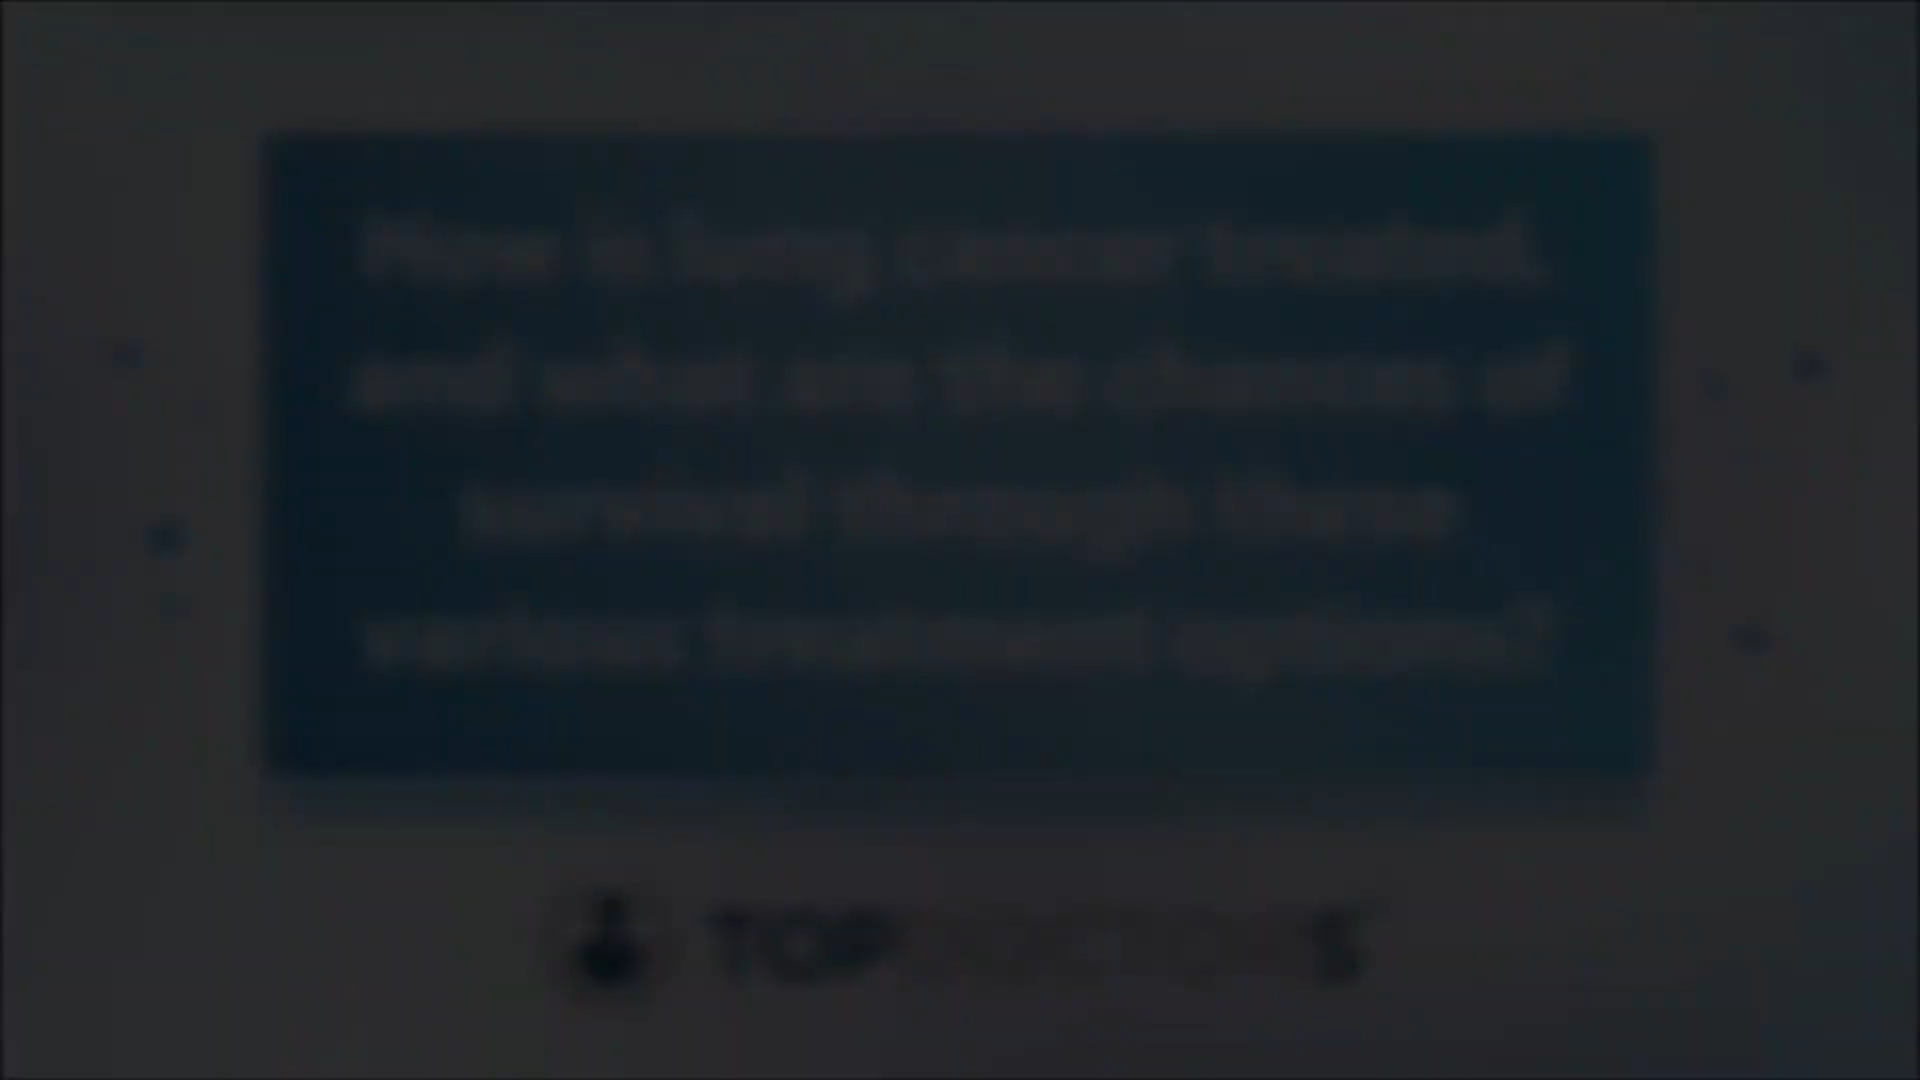 How is lung cancer treated,
and what are the chances of
survival through these
various treatment options?
TOP S